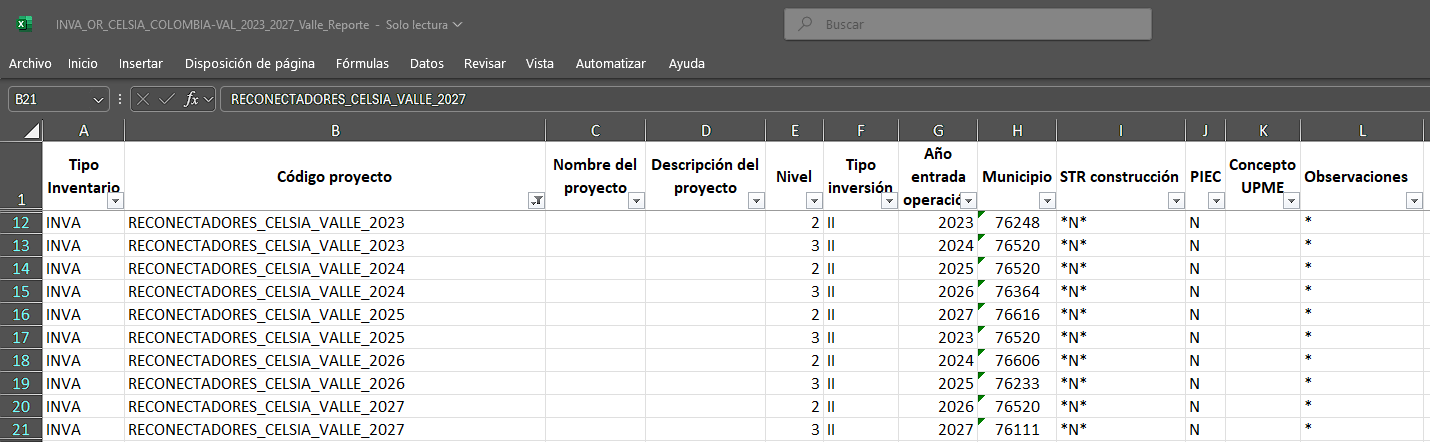 INVA_OR_CELSIA_COLOMBIA-VAL_2023_2027_Valle_Reporte - Solo lectura
Buscar
Archivo Inicio Insertar Disposición de página Fórmulas Datos Revisar Vista Automatizar Ayuda
B21 fx RECONECTADORES_CELSIA_VALLE_2027
A B C D E F G H I J K L
1 Tipo Inventario Código proyecto Nombre del proyecto Descripción del proyecto Nivel Tipo inversión Año entrada operación Municipio STR construcción PIEC Concepto UPME Observaciones
12 INVA RECONECTADORES_CELSIA_VALLE_2023 2 II 2023 76248 *N* N *
13 INVA RECONECTADORES_CELSIA_VALLE_2023 3 II 2024 76520 *N* N *
14 INVA RECONECTADORES_CELSIA_VALLE_2024 2 II 2025 76520 *N* N *
15 INVA RECONECTADORES_CELSIA_VALLE_2024 3 II 2026 76364 *N* N *
16 INVA RECONECTADORES_CELSIA_VALLE_2025 2 II 2027 76616 *N* N *
17 INVA RECONECTADORES_CELSIA_VALLE_2025 3 II 2023 76520 *N* N *
18 INVA RECONECTADORES_CELSIA_VALLE_2026 2 II 2024 76606 *N* N *
19 INVA RECONECTADORES_CELSIA_VALLE_2026 3 II 2025 76233 *N* N *
20 INVA RECONECTADORES_CELSIA_VALLE_2027 2 II 2026 76520 *N* N *
21 INVA RECONECTADORES_CELSIA_VALLE_2027 3 II 2027 76111 *N* N *